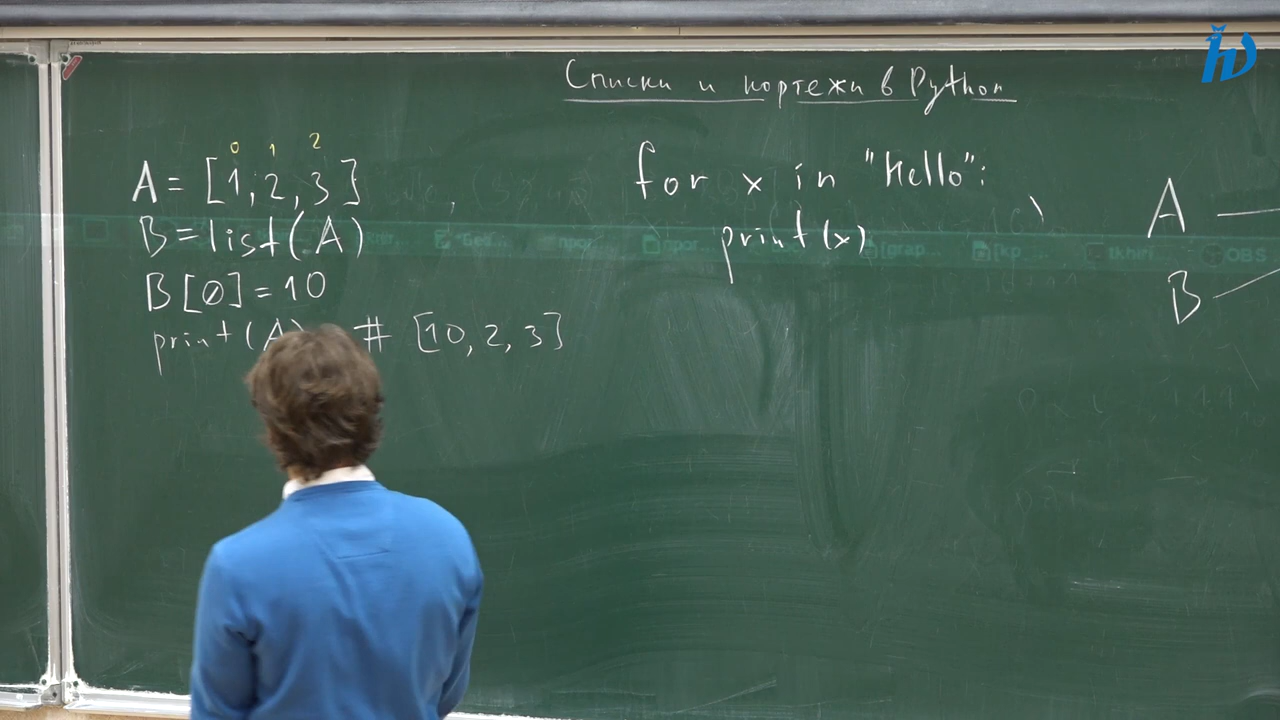 Списки и кортежи в Python
0 1 2
A = [1, 2, 3]
B = list(A)
B[0] = 10
print(A) # [10, 2, 3]
for x in "Hello":
print(x)
A
B